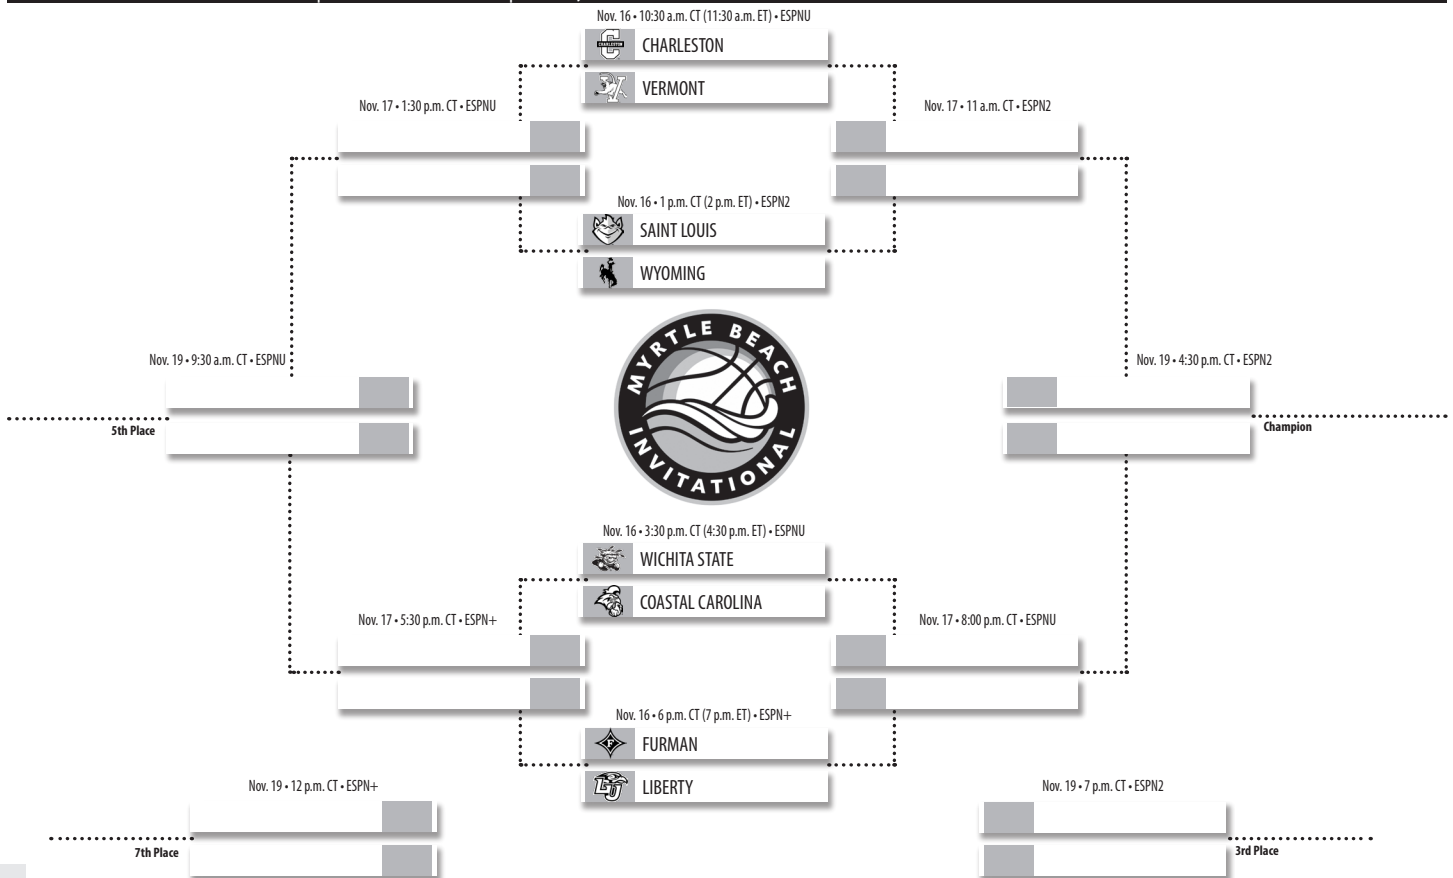 Nov. 16 • 10:30 a.m. CT (11:30 a.m. ET) • ESPNU
CHARLESTON
VERMONT
Nov. 17 • 1:30 p.m. CT • ESPNU
Nov. 17 • 11 a.m. CT • ESPN2
Nov. 16 • 1 p.m. CT (2 p.m. ET) • ESPN2
SAINT LOUIS
WYOMING
MYRTLE BEACH
INVITATIONAL
Nov. 19 • 9:30 a.m. CT • ESPNU
Nov. 19 • 4:30 p.m. CT • ESPN2
5th Place
Champion
Nov. 16 • 3:30 p.m. CT (4:30 p.m. ET) • ESPNU
WICHITA STATE
COASTAL CAROLINA
Nov. 17 • 5:30 p.m. CT • ESPN+
Nov. 17 • 8:00 p.m. CT • ESPNU
Nov. 16 • 6 p.m. CT (7 p.m. ET) • ESPN+
FURMAN
LIBERTY
Nov. 19 • 12 p.m. CT • ESPN+
Nov. 19 • 7 p.m. CT • ESPN2
7th Place
3rd Place